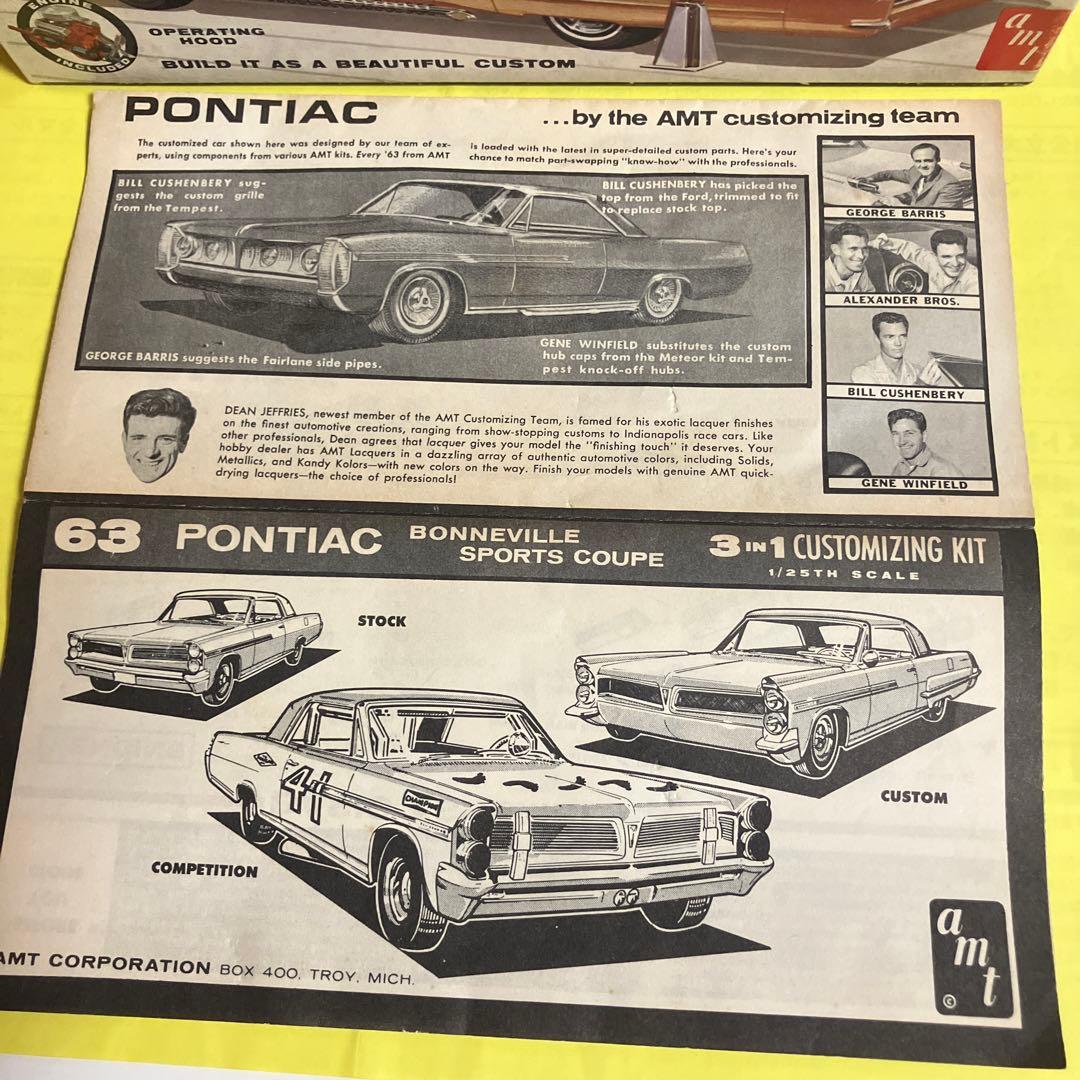 ENGINE
INCLUDED
OPERATING
HOOD
BUILD IT AS A BEAUTIFUL CUSTOM
amt
PONTIAC
...by the AMT customizing team
The customized car shown here was designed by our team of ex-
perts, using components from various AMT kits. Every '63 from AMT
is loaded with the latest in super-detailed custom parts. Here's your
chance to match part-swapping "know-how" with the professionals.
BILL CUSHENBERY sug-
gests the custom grille
from the Tempest.
BILL CUSHENBERY has picked the
top from the Ford, trimmed to fit
to replace stock top.
GEORGE BARRIS suggests the Fairlane side pipes.
GENE WINFIELD substitutes the custom
hub caps from the Meteor kit and Tem-
pest knock-off hubs.
GEORGE BARRIS
ALEXANDER BROS.
BILL CUSHENBERY
GENE WINFIELD
DEAN JEFFRIES, newest member of the AMT Customizing Team, is famed for his exotic lacquer finishes
on the finest automotive creations, ranging from show-stopping customs to Indianapolis race cars. Like
other professionals, Dean agrees that lacquer gives your model the "finishing touch" it deserves. Your
hobby dealer has AMT Lacquers in a dazzling array of authentic automotive colors, including Solids,
Metallics, and Kandy Kolors—with new colors on the way. Finish your models with genuine AMT quick-
drying lacquers—the choice of professionals!
63 PONTIAC BONNEVILLE
SPORTS COUPE
3 IN 1 CUSTOMIZING KIT
1/25TH SCALE
STOCK
41
CHAMPION
CUSTOM
COMPETITION
AMT CORPORATION BOX 400, TROY, MICH.
amt
©